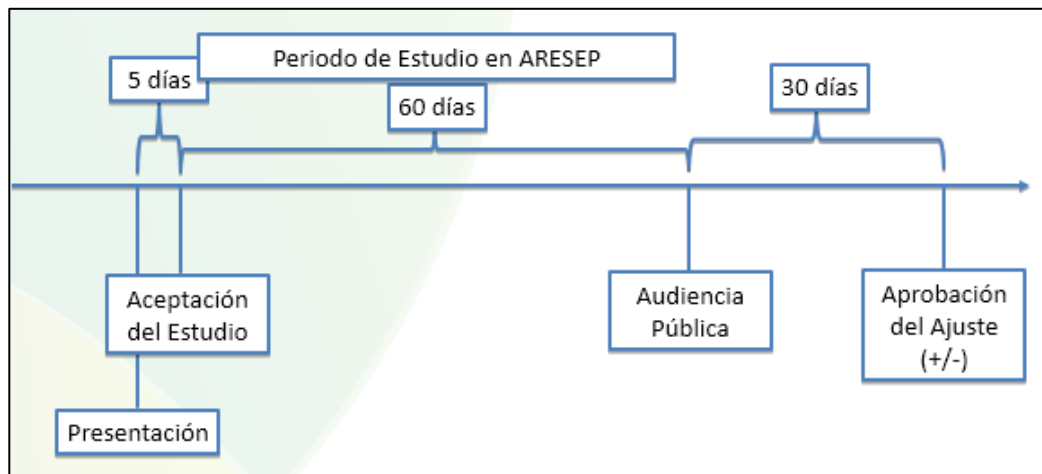 Periodo de Estudio en ARESEP
5 días
60 días
30 días
Aceptación
del Estudio
Audiencia
Pública
Aprobación
del Ajuste
(+/-)
Presentación